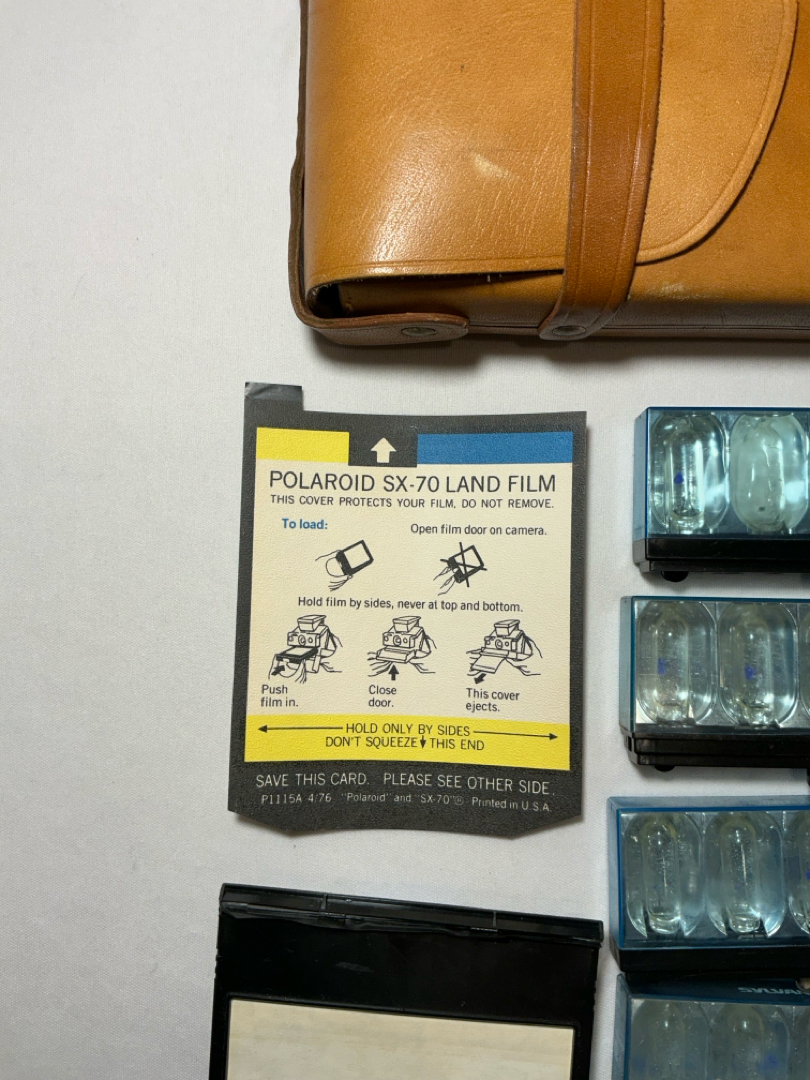 POLAROID SX-70 LAND FILM
THIS COVER PROTECTS YOUR FILM, DO NOT REMOVE.
To load:
Open film door on camera.
Hold film by sides, never at top and bottom.
Push
film in.
Close
door.
This cover
ejects.
HOLD ONLY BY SIDES
DON'T SQUEEZE THIS END
SAVE THIS CARD. PLEASE SEE OTHER SIDE.
P1115A 4/76 "Polaroid" and "SX-70"® Printed in U.S.A.